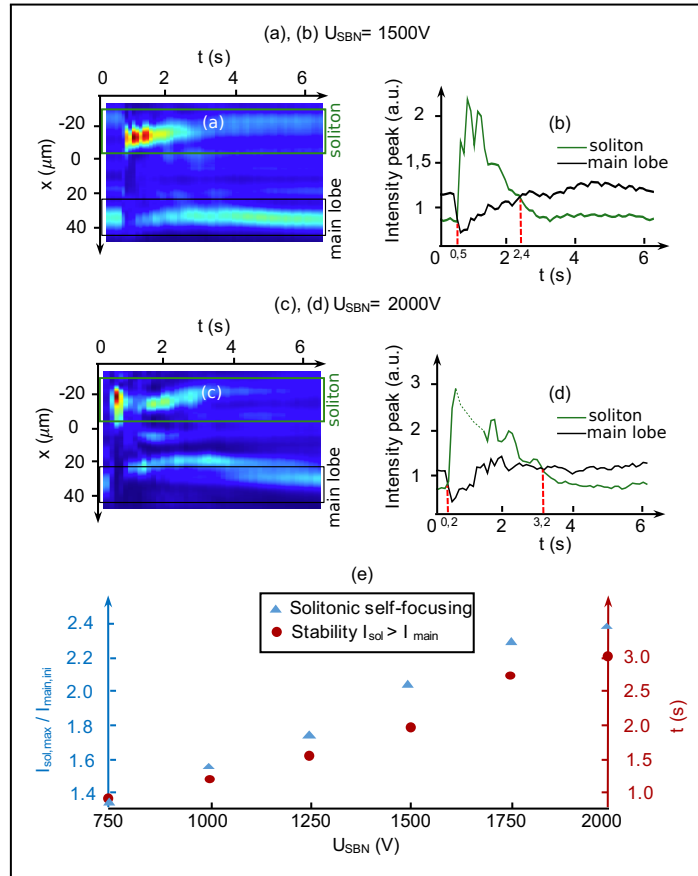 (a), (b) U_SBN= 1500V
t (s)
0 2 4 6
x (μm)
-20
0
20
40
(a)
soliton
main lobe
Intensity peak (a.u.)
2
1,5
1
(b)
soliton
main lobe
0,5
2
2,4
4
6
t (s)
(c), (d) U_SBN= 2000V
t (s)
0 2 4 6
x (μm)
-20
0
20
40
(c)
soliton
main lobe
Intensity peak (a.u.)
3
2
1
(d)
soliton
main lobe
0
0,2
2
3,2
4
6
t (s)
(e)
Solitonic self-focusing
Stability I_sol > I_main
I_sol,max / I_main,ini
2.4
2.2
2.0
1.8
1.6
1.4
3.0
2.5
2.0
1.5
1.0
t (s)
750 1000 1250 1500 1750 2000
U_SBN (V)